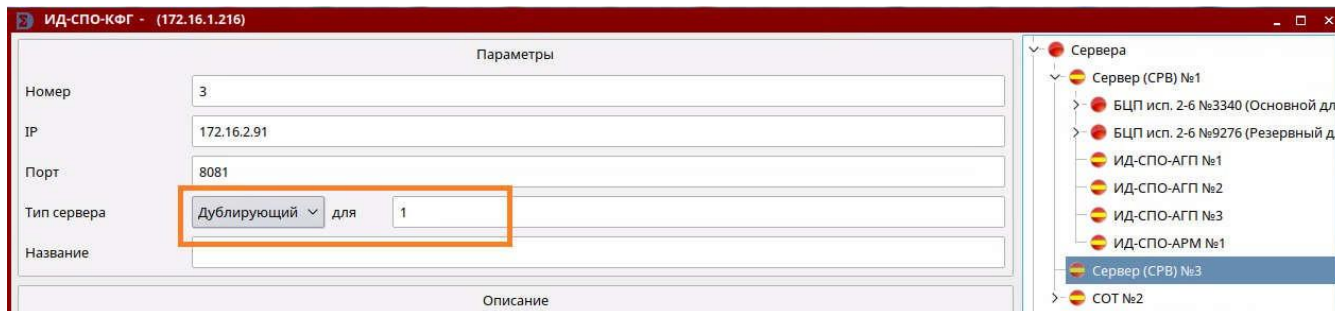 ИД-СПО-КФГ - (172.16.1.216)
Параметры
Номер 3
IP 172.16.2.91
Порт 8081
Тип сервера Дублирующий для 1
Название
Описание
Сервера
Сервер (СРВ) №1
БЦП исп. 2-6 №3340 (Основной дл
БЦП исп. 2-6 №9276 (Резервный д
ИД-СПО-АГП №1
ИД-СПО-АГП №2
ИД-СПО-АГП №3
ИД-СПО-АРМ №1
Сервер (СРВ) №3
СОТ №2